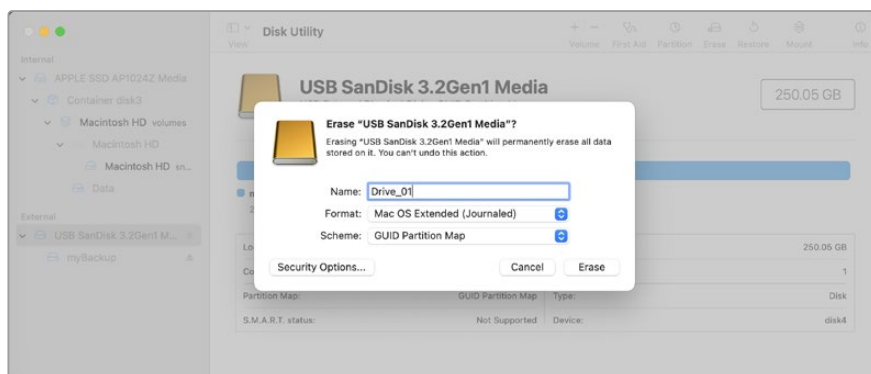 Disk Utility
View
Volume First Aid Partition Erase Restore Mount Info
Internal
APPLE SSD AP1024Z Media
Container disk3
Macintosh HD volumes
Macintosh HD
Macintosh HD sn...
Data
External
USB SanDisk 3.2Gen1 M...
myBackup
USB SanDisk 3.2Gen1 Media
250.05 GB
Erase “USB SanDisk 3.2Gen1 Media”?
Erasing “USB SanDisk 3.2Gen1 Media” will permanently erase all data
stored on it. You can’t undo this action.
Name: Drive_01
Format: Mac OS Extended (Journaled)
Scheme: GUID Partition Map
Security Options... Cancel Erase
250.05 GB
1
Partition Map: GUID Partition Map Type: Disk
S.M.A.R.T. status: Not Supported Device: disk4